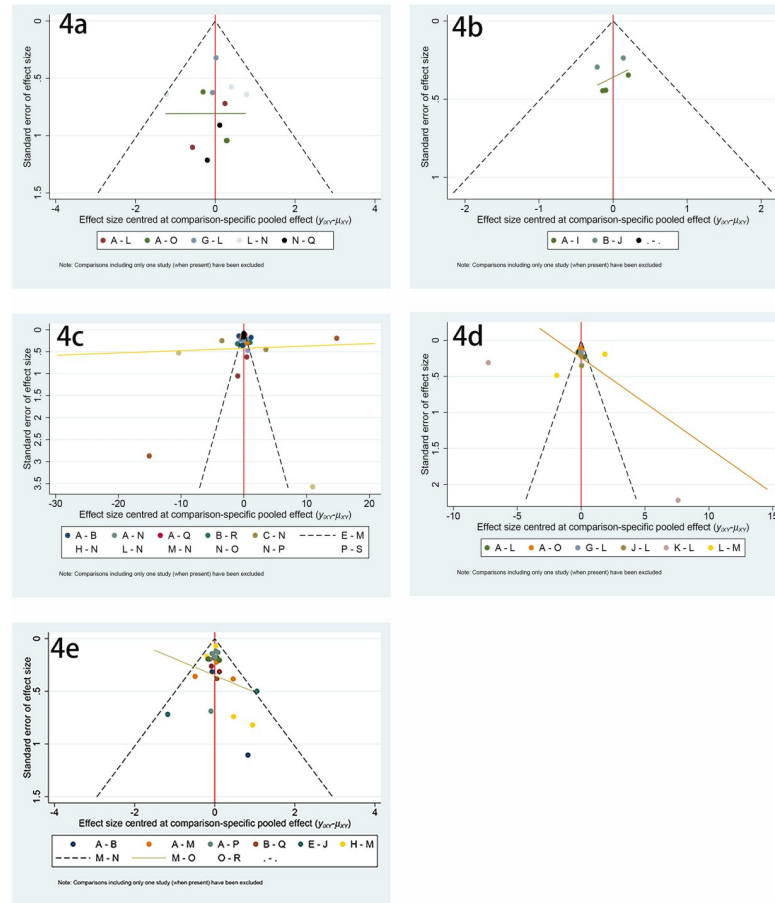 4a
0
.5
1
1.5
Standard error of effect size
-4 -2 0 2 4
Effect size centred at comparison-specific pooled effect (yiXY-μXY)
A - L A - O G - L L - N N - Q
Note: Comparisons including only one study (when present) have been excluded
4b
0
.5
1
Standard error of effect size
-2 -1 0 1 2
Effect size centred at comparison-specific pooled effect (yiXY-μXY)
A - I B - J . - .
Note: Comparisons including only one study (when present) have been excluded
4c
0
.5
1
1.5
2
2.5
3
3.5
Standard error of effect size
-30 -20 -10 0 10 20
Effect size centred at comparison-specific pooled effect (yiXY-μXY)
A - B A - N A - Q B - R C - N E - M
H - N L - N M - N N - O N - P P - S
Note: Comparisons including only one study (when present) have been excluded
4d
0
.5
1
1.5
2
Standard error of effect size
-10 -5 0 5 10 15
Effect size centred at comparison-specific pooled effect (yiXY-μXY)
A - L A - O G - L J - L K - L L - M
Note: Comparisons including only one study (when present) have been excluded
4e
0
.5
1
1.5
Standard error of effect size
-4 -2 0 2 4
Effect size centred at comparison-specific pooled effect (yiXY-μXY)
A - B A - M A - P B - Q E - J H - M
M - N M - O O - R . - .
Note: Comparisons including only one study (when present) have been excluded